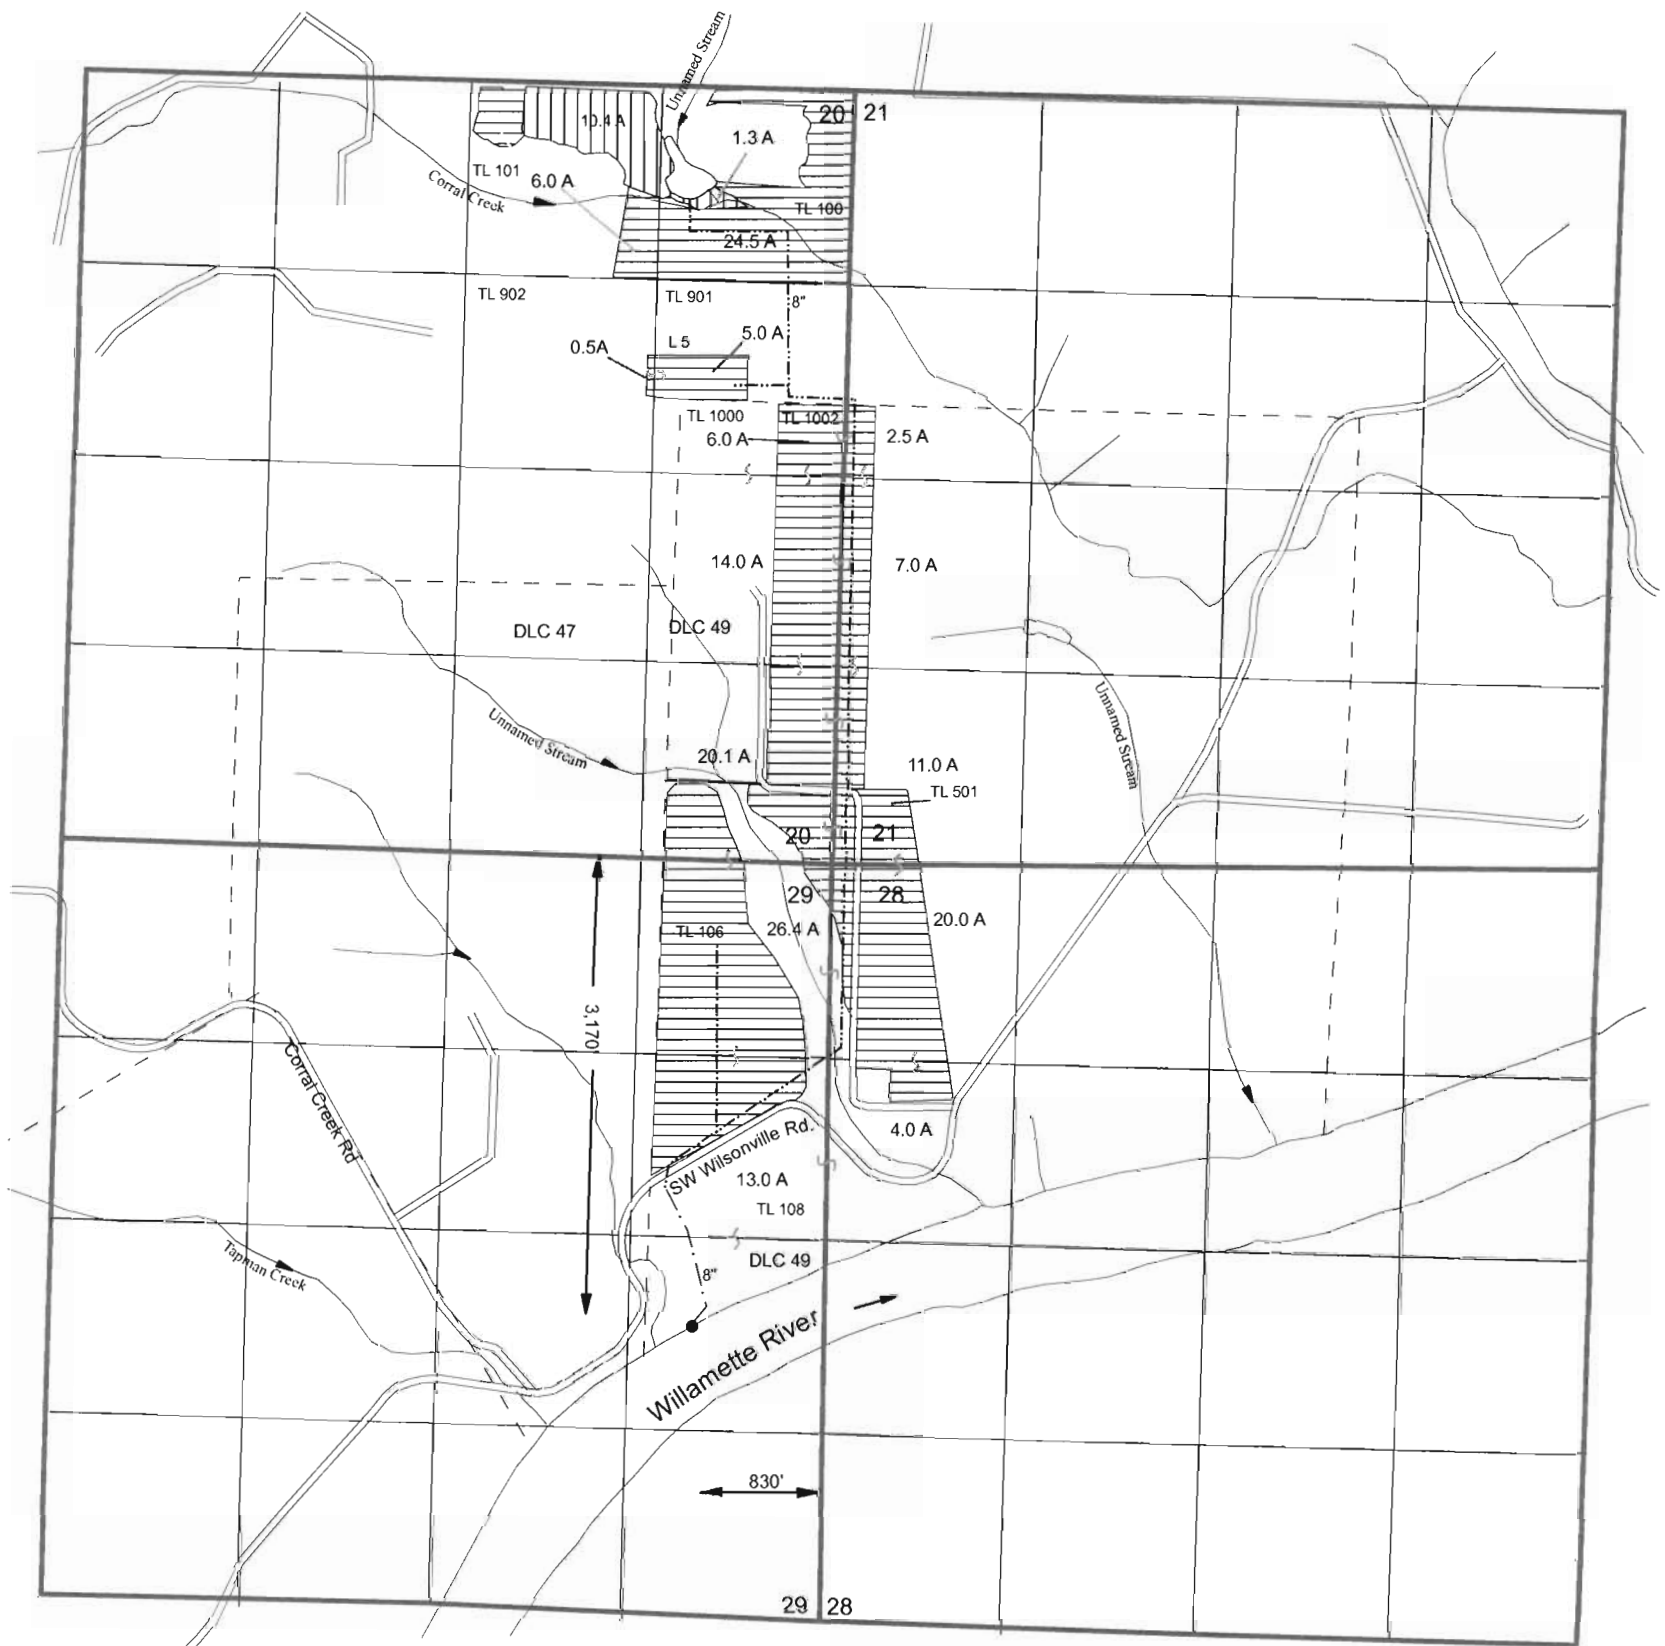 Unnamed Stream
20 21
10.4 A
1.3 A
TL 101
6.0 A
Corral Creek
TL 100
24.5 A
TL 902
TL 901
8"
5.0 A
0.5A
L 5
TL 1000
TL 1002
6.0 A
2.5 A
14.0 A
7.0 A
DLC 47
DLC 49
Unnamed Stream
Unnamed Stream
20.1 A
11.0 A
TL 501
20 21
29 28
20.0 A
TL 106
26.4 A
3,170'
Corral Creek Rd
4.0 A
SW Wilsonville Rd.
13.0 A
TL 108
Tapman Creek
DLC 49
8"
Willamette River
830'
29 28